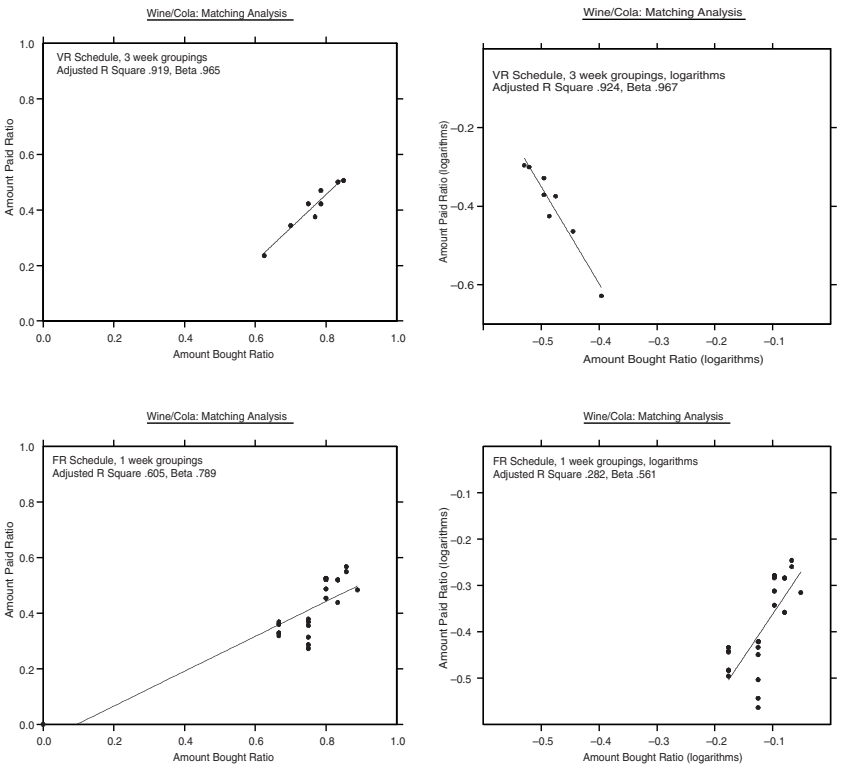 Wine/Cola: Matching Analysis
VR Schedule, 3 week groupings
Adjusted R Square .919, Beta .965
Amount Paid Ratio
1.0
0.8
0.6
0.4
0.2
0.0
0.0 0.2 0.4 0.6 0.8 1.0
Amount Bought Ratio
Wine/Cola: Matching Analysis
VR Schedule, 3 week groupings, logarithms
Adjusted R Square .924, Beta .967
Amount Paid Ratio (logarithms)
–0.2
–0.4
–0.6
–0.5 –0.4 –0.3 –0.2 –0.1
Amount Bought Ratio (logarithms)
Wine/Cola: Matching Analysis
FR Schedule, 1 week groupings
Adjusted R Square .605, Beta .789
Amount Paid Ratio
1.0
0.8
0.6
0.4
0.2
0.0
0.0 0.2 0.4 0.6 0.8 1.0
Amount Bought Ratio
Wine/Cola: Matching Analysis
FR Schedule, 1 week groupings, logarithms
Adjusted R Square .282, Beta .561
Amount Paid Ratio (logarithms)
–0.1
–0.2
–0.3
–0.4
–0.5
–0.5 –0.4 –0.3 –0.2 –0.1
Amount Bought Ratio (logarithms)